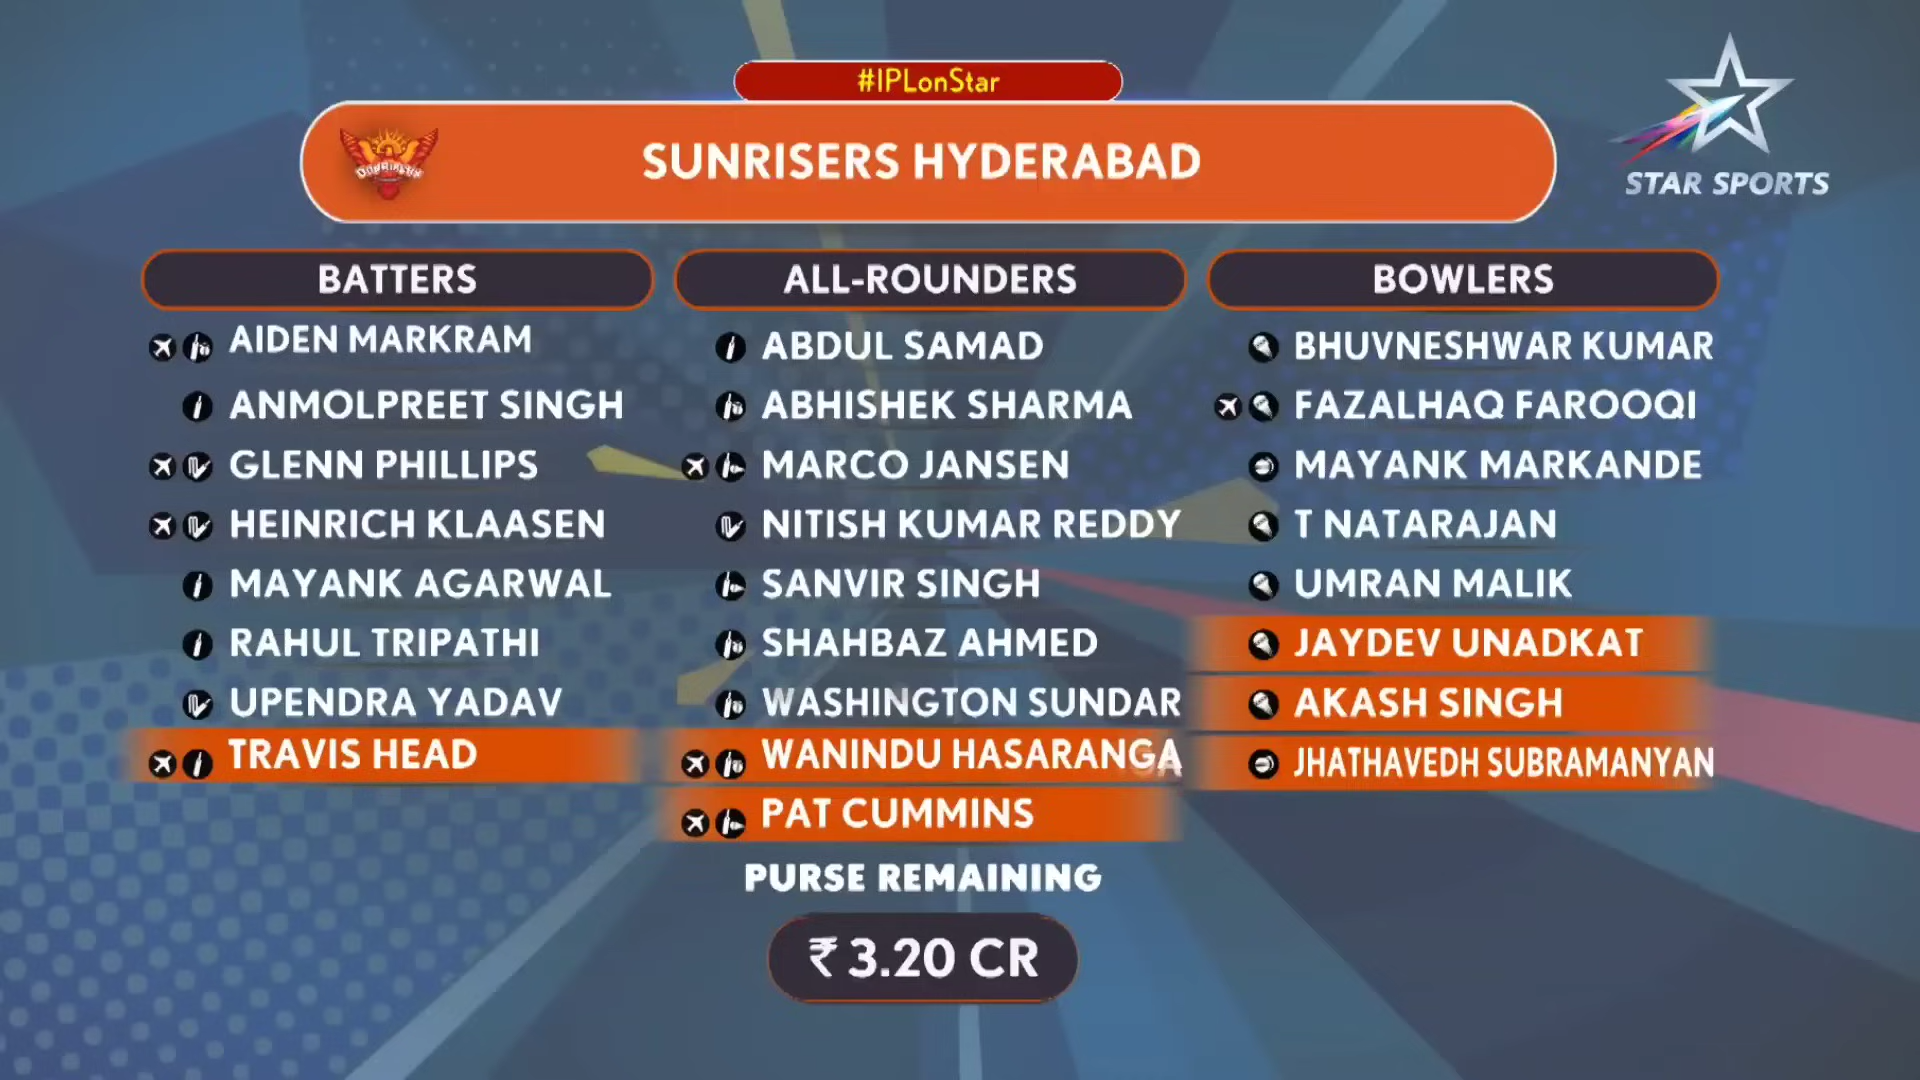 #IPLonStar
SUNRISERS HYDERABAD
STAR SPORTS
BATTERS
AIDEN MARKRAM
ANMOLPREET SINGH
GLENN PHILLIPS
HEINRICH KLAASEN
MAYANK AGARWAL
RAHUL TRIPATHI
UPENDRA YADAV
TRAVIS HEAD
ALL-ROUNDERS
ABDUL SAMAD
ABHISHEK SHARMA
MARCO JANSEN
NITISH KUMAR REDDY
SANVIR SINGH
SHAHBAZ AHMED
WASHINGTON SUNDAR
WANINDU HASARANGA
PAT CUMMINS
BOWLERS
BHUVNESHWAR KUMAR
FAZALHAQ FAROOQI
MAYANK MARKANDE
T NATARAJAN
UMRAN MALIK
JAYDEV UNADKAT
AKASH SINGH
JHATHAVEDH SUBRAMANYAN
PURSE REMAINING
₹ 3.20 CR